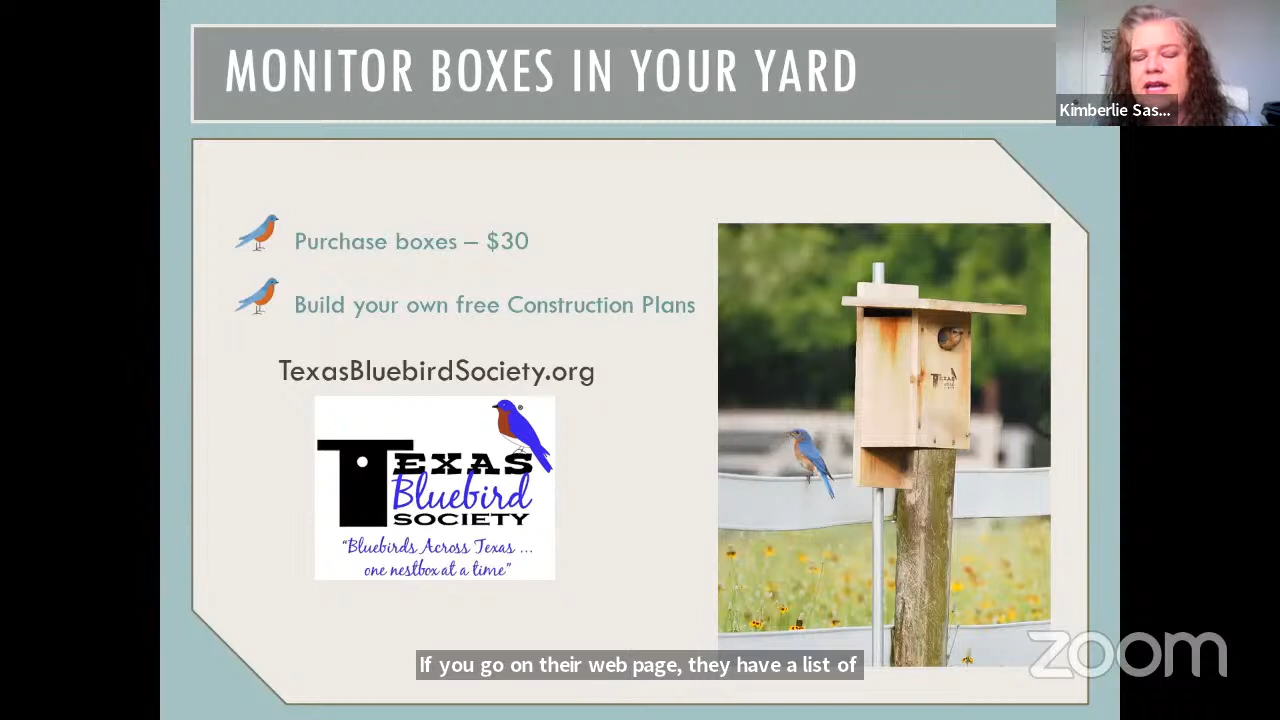 MONITOR BOXES IN YOUR YARD
Kimberlie Sas...
Purchase boxes – $30
Build your own free Construction Plans
TexasBluebirdSociety.org
TEXAS
Bluebird
SOCIETY
®
"Bluebirds Across Texas ...
one nestbox at a time"
TEXAS
If you go on their web page, they have a list of
zoom